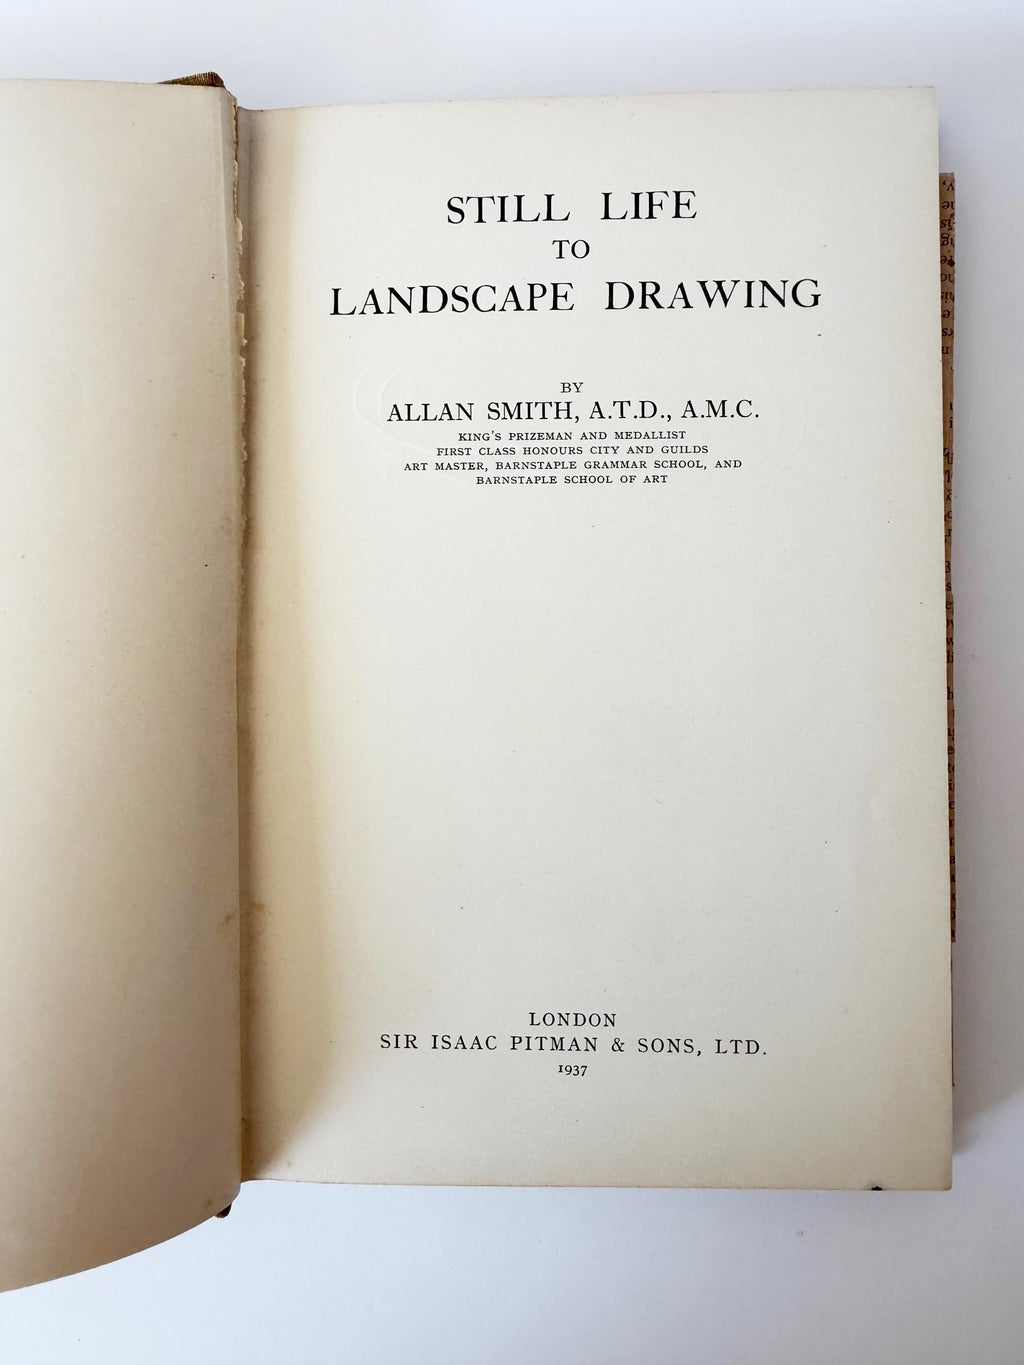 STILL LIFE
TO
LANDSCAPE DRAWING
BY
ALLAN SMITH, A.T.D., A.M.C.
KING'S PRIZEMAN AND MEDALLIST
FIRST CLASS HONOURS CITY AND GUILDS
ART MASTER, BARNSTAPLE GRAMMAR SCHOOL, AND
BARNSTAPLE SCHOOL OF ART
LONDON
SIR ISAAC PITMAN & SONS, LTD.
1937